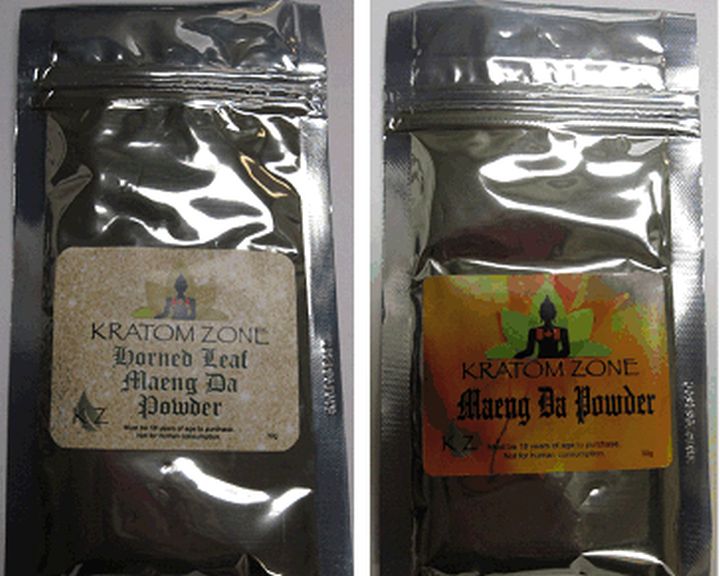 KRATOM ZONE
Horned Leaf
Maeng Da
Powder
KZ
Must be 18 years of age to purchase.
Not for human consumption.
KRATOM ZONE
Maeng Da Powder
KZ
Must be 18 years of age to purchase.
Not for human consumption.